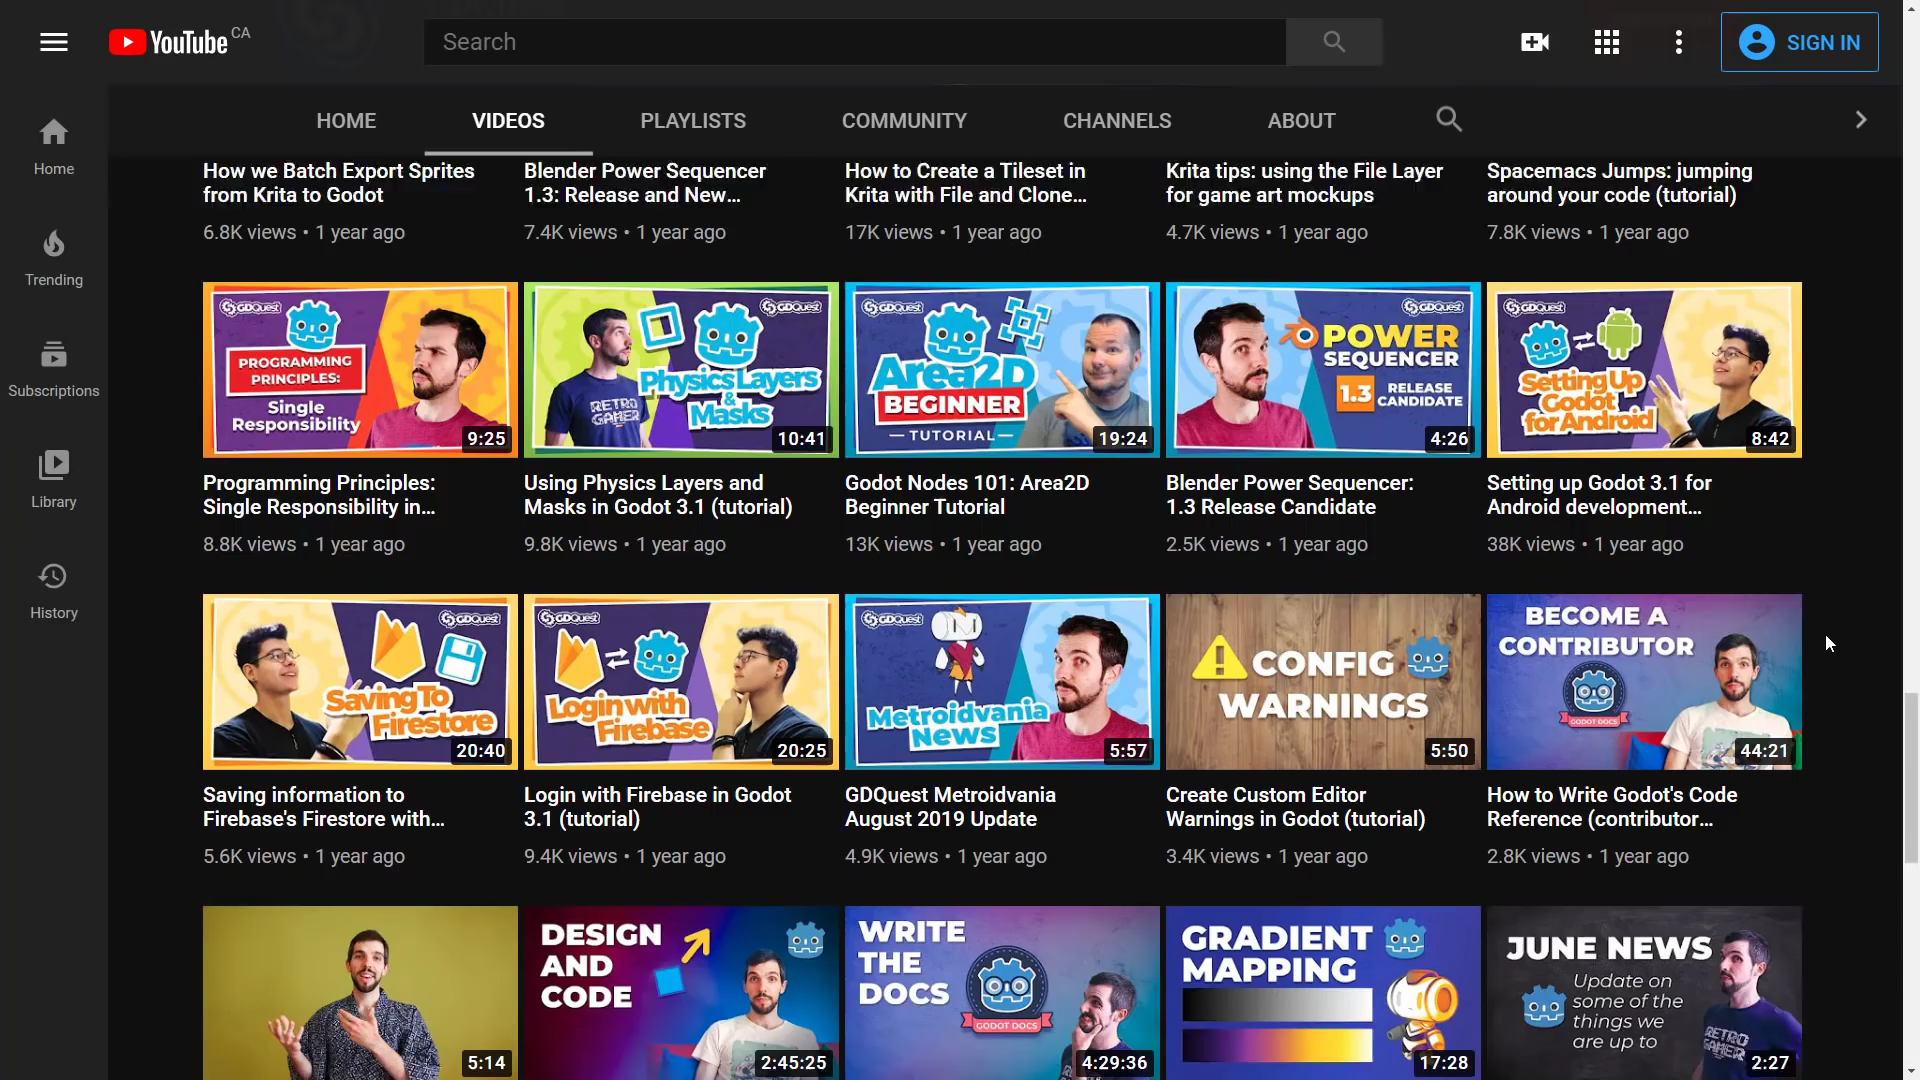 YouTube CA
Search
SIGN IN
HOME
VIDEOS
PLAYLISTS
COMMUNITY
CHANNELS
ABOUT
Home
Trending
Subscriptions
Library
History
How we Batch Export Sprites
from Krita to Godot
6.8K views • 1 year ago
Blender Power Sequencer
1.3: Release and New...
7.4K views • 1 year ago
How to Create a Tileset in
Krita with File and Clone...
17K views • 1 year ago
Krita tips: using the File Layer
for game art mockups
4.7K views • 1 year ago
Spacemacs Jumps: jumping
around your code (tutorial)
7.8K views • 1 year ago
GDQuest
PROGRAMMING
PRINCIPLES:
Single
Responsibility
9:25
Programming Principles:
Single Responsibility in...
8.8K views • 1 year ago
GDQuest
Physics Layers
&
Masks
RETRO
GAMER
10:41
Using Physics Layers and
Masks in Godot 3.1 (tutorial)
9.8K views • 1 year ago
GDQuest
Area2D
BEGINNER
TUTORIAL
19:24
Godot Nodes 101: Area2D
Beginner Tutorial
13K views • 1 year ago
GDQuest
POWER
SEQUENCER
1.3 RELEASE
CANDIDATE
4:26
Blender Power Sequencer:
1.3 Release Candidate
2.5K views • 1 year ago
GDQuest
Setting Up
Godot
for Android
8:42
Setting up Godot 3.1 for
Android development...
38K views • 1 year ago
GDQuest
Saving To
Firestore
20:40
Saving information to
Firebase's Firestore with...
5.6K views • 1 year ago
GDQuest
Login with
Firebase
20:25
Login with Firebase in Godot
3.1 (tutorial)
9.4K views • 1 year ago
GDQuest
Metroidvania
News
5:57
GDQuest Metroidvania
August 2019 Update
4.9K views • 1 year ago
CONFIG
WARNINGS
5:50
Create Custom Editor
Warnings in Godot (tutorial)
3.4K views • 1 year ago
BECOME A
CONTRIBUTOR
GODOT DOCS
44:21
How to Write Godot's Code
Reference (contributor...
2.8K views • 1 year ago
5:14
DESIGN
AND
CODE
2:45:25
WRITE
THE
DOCS
GODOT DOCS
4:29:36
GRADIENT
MAPPING
17:28
JUNE NEWS
Update on
some of the
things we
are up to
RETRO
GAMER
2:27